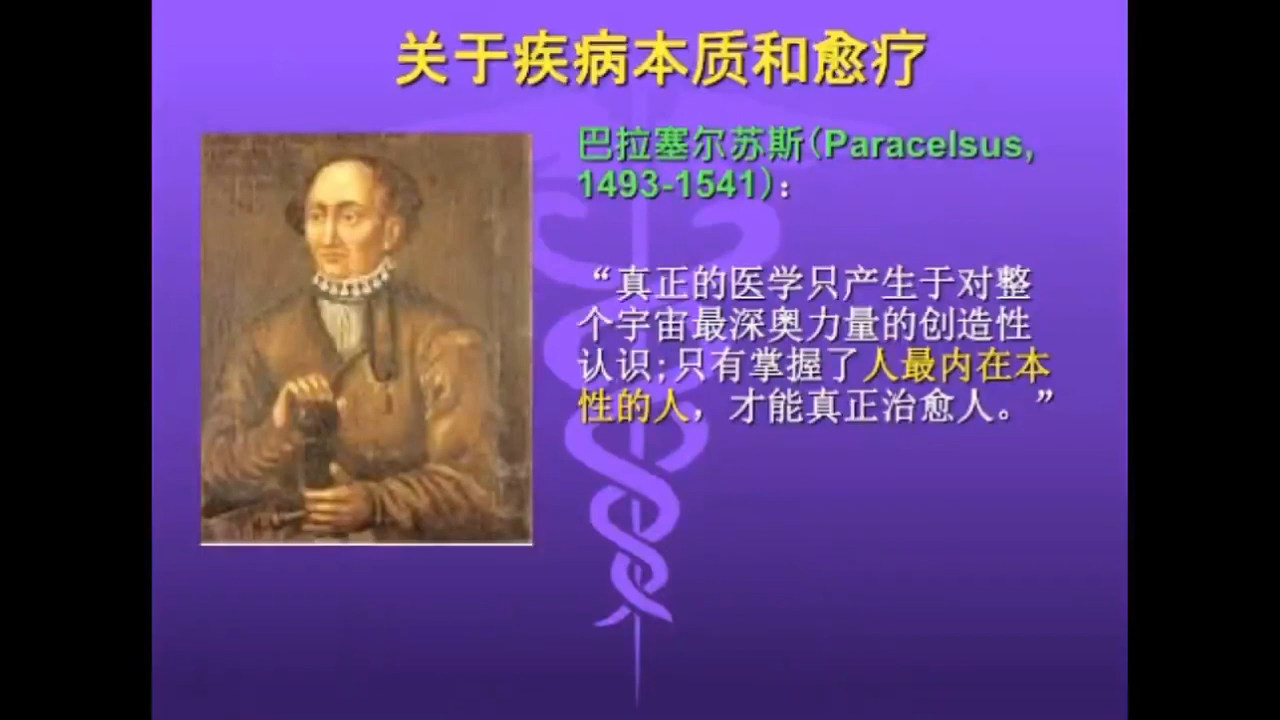 关于疾病本质和愈疗
巴拉塞尔苏斯（Paracelsus,
1493-1541）：
“真正的医学只产生于对整
个宇宙最深奥力量的创造性
认识；只有掌握了人最内在本
性的人，才能真正治愈人。”